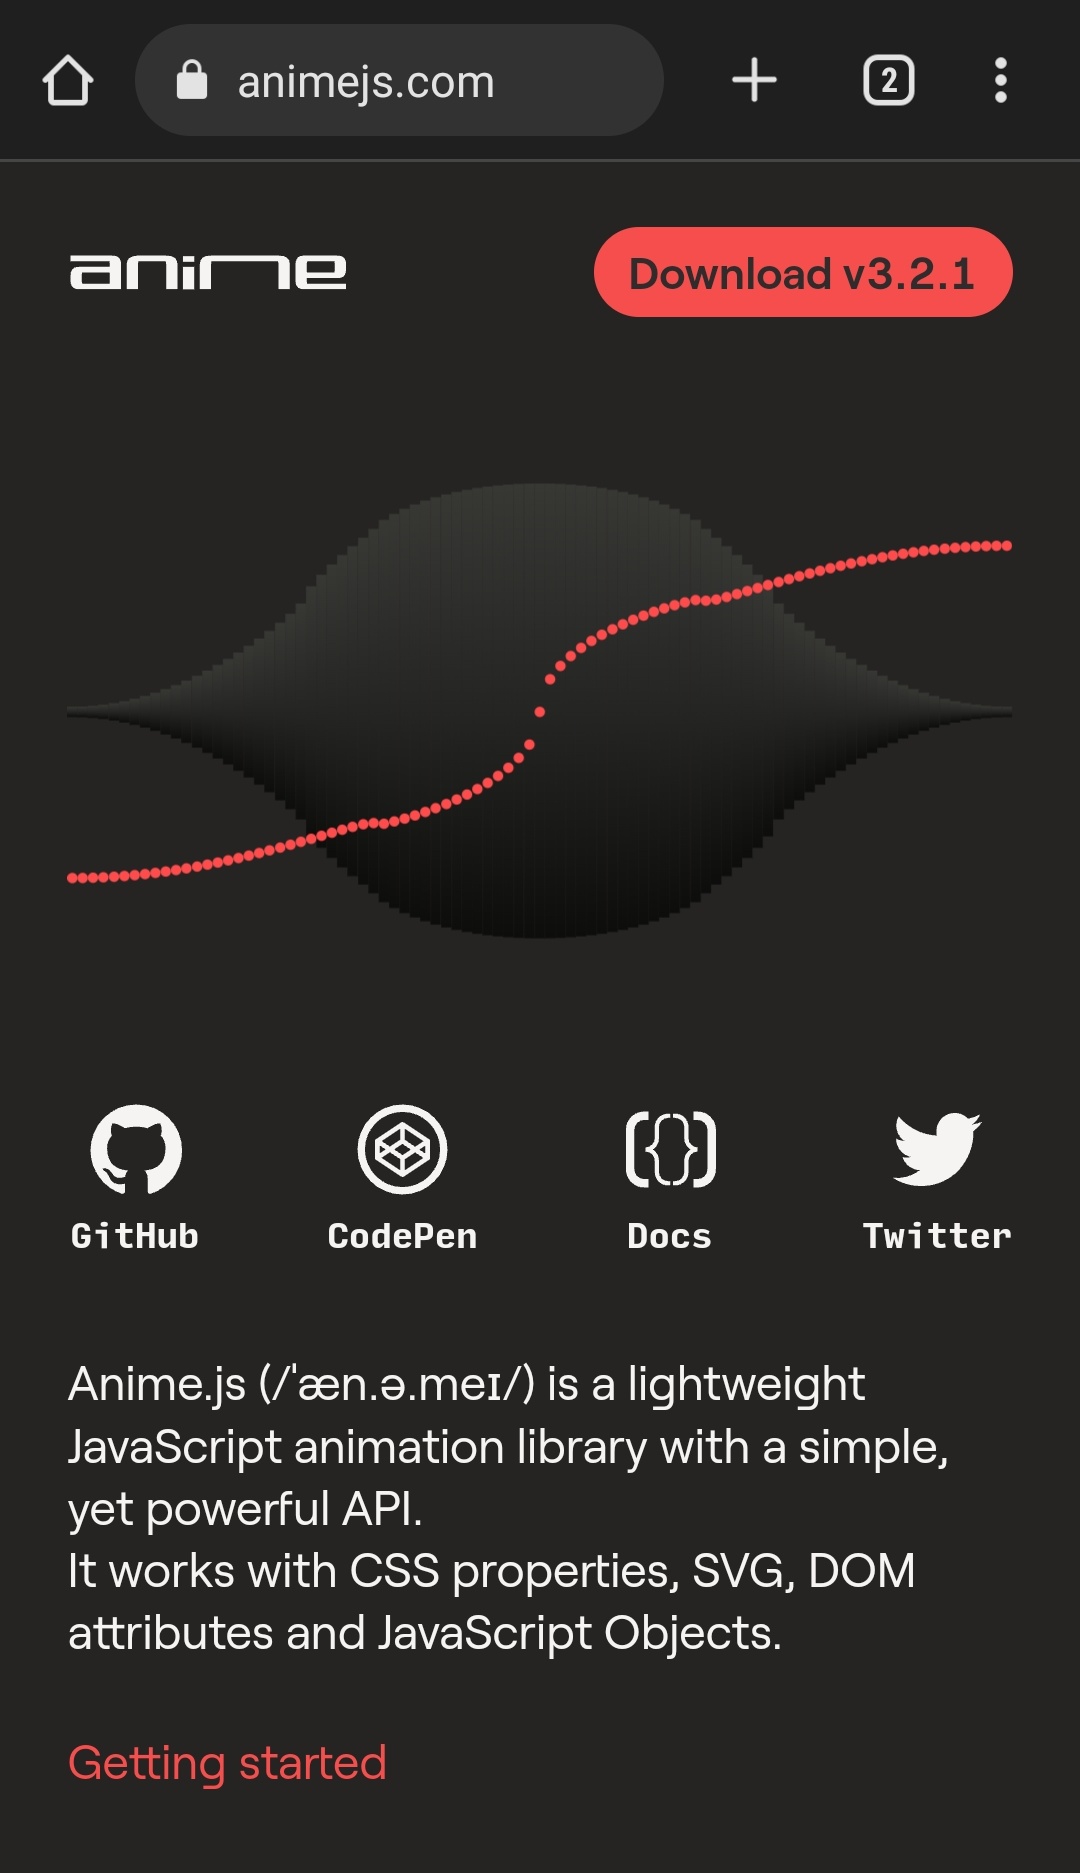 animejs.com
2
anime
Download v3.2.1
GitHub
CodePen
Docs
Twitter
Anime.js (/ˈæn.ə.meɪ/) is a lightweight
JavaScript animation library with a simple,
yet powerful API.
It works with CSS properties, SVG, DOM
attributes and JavaScript Objects.
Getting started